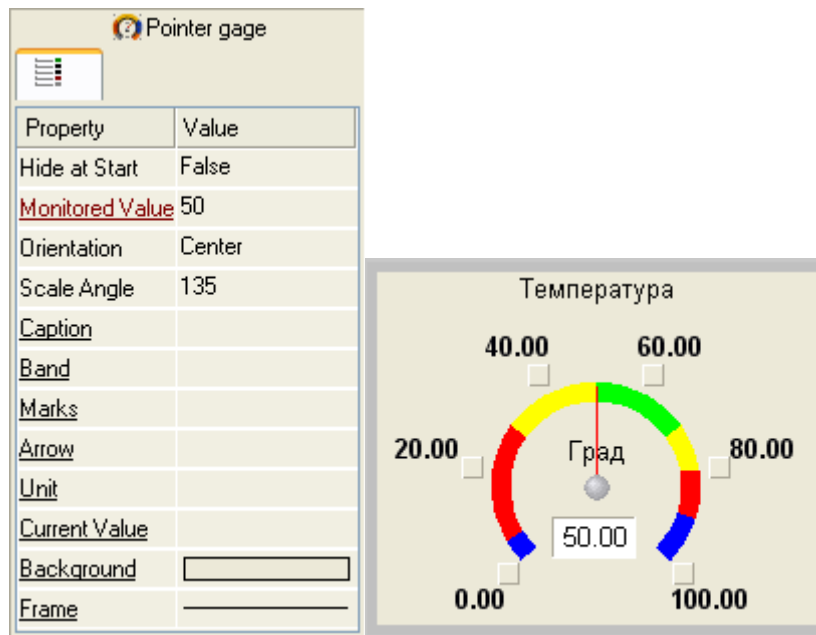 Pointer gage
Property Value
Hide at Start False
Monitored Value 50
Orientation Center
Scale Angle 135
Caption
Band
Marks
Arrow
Unit
Current Value
Background
Frame
Температура
40.00 60.00
20.00 Град 80.00
50.00
0.00 100.00